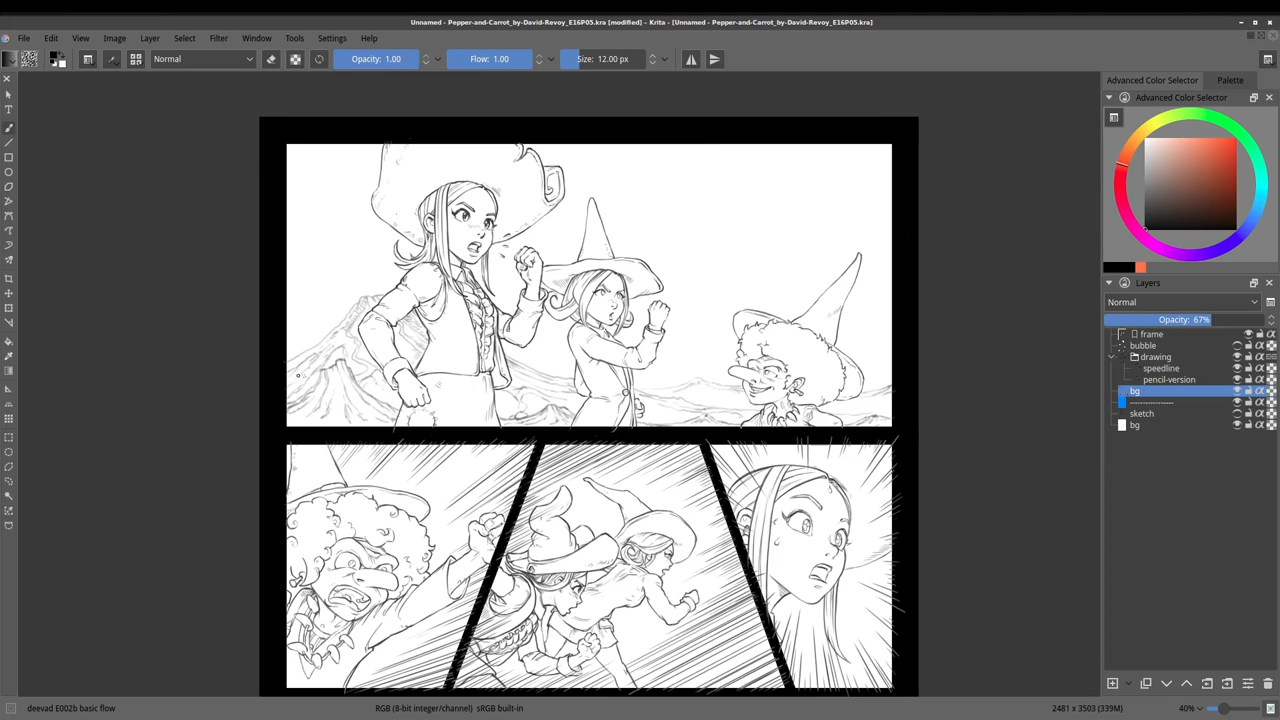 Unnamed - Pepper-and-Carrot_by-David-Revoy_E16P05.kra [modified] - Krita - [Unnamed - Pepper-and-Carrot_by-David-Revoy_E16P05.kra]
File Edit View Image Layer Select Filter Window Tools Settings Help
Normal Opacity: 1.00 Flow: 1.00 Size: 12.00 px
Advanced Color Selector Palette
Advanced Color Selector
Layers
Normal
Opacity: 67%
frame
bubble
drawing
speedline
pencil-version
bg
----------------
sketch
bg
deevad E002b basic flow RGB (8-bit integer/channel) sRGB built-in 2481 x 3503 (339M) 40%